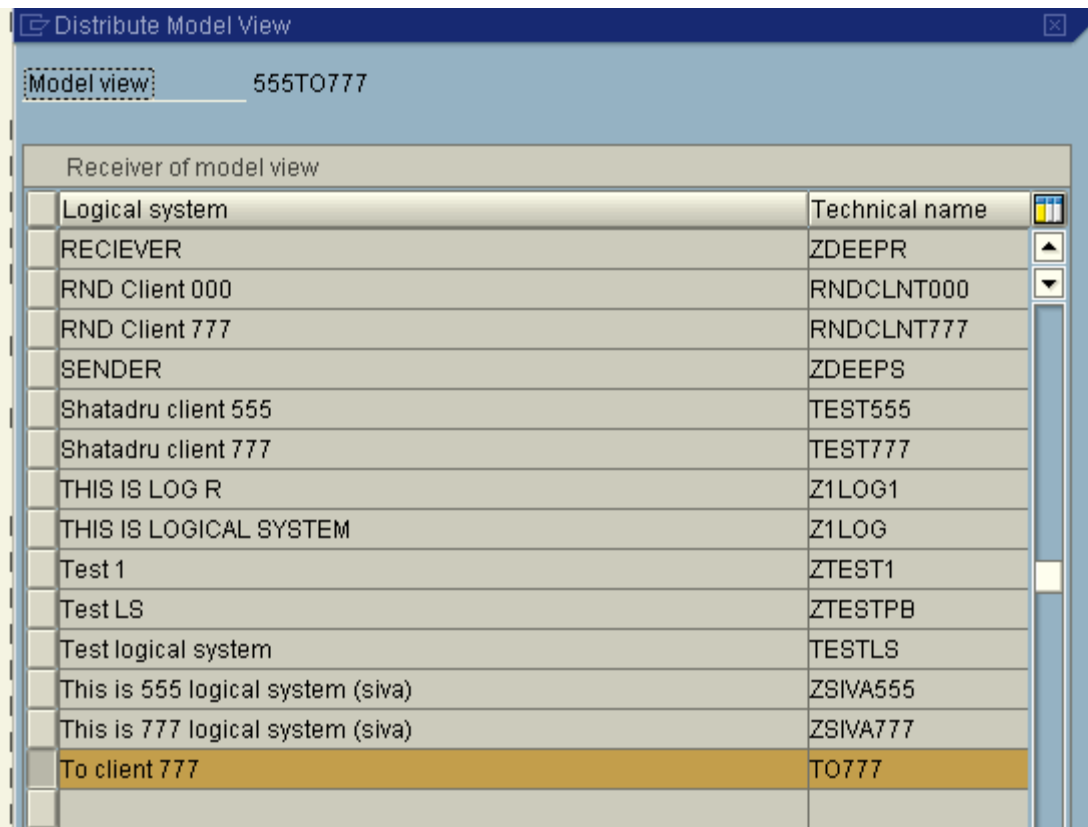 Distribute Model View
Model view 555TO777
Receiver of model view
Logical system Technical name
RECIEVER ZDEEPR
RND Client 000 RNDCLNT000
RND Client 777 RNDCLNT777
SENDER ZDEEPS
Shatadru client 555 TEST555
Shatadru client 777 TEST777
THIS IS LOG R Z1LOG1
THIS IS LOGICAL SYSTEM Z1LOG
Test 1 ZTEST1
Test LS ZTESTPB
Test logical system TESTLS
This is 555 logical system (siva) ZSIVA555
This is 777 logical system (siva) ZSIVA777
To client 777 TO777